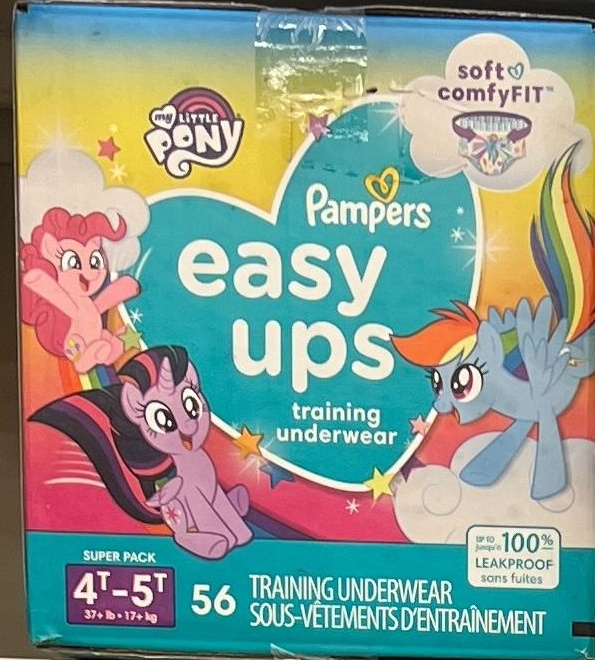 soft
comfyFIT™
my LITTLE
PONY
Pampers
easy
ups
training
underwear
UP TO
jusqu'à 100%
LEAKPROOF
sans fuites
SUPER PACK
4T-5T
37+ lb • 17+ kg
56 TRAINING UNDERWEAR
SOUS-VÊTEMENTS D'ENTRAÎNEMENT